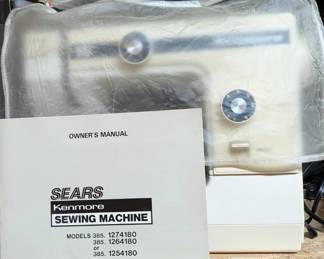 OWNER'S MANUAL
SEARS
Kenmore
SEWING MACHINE
MODELS 385. 1274180
385. 1264180
or
385. 1254180